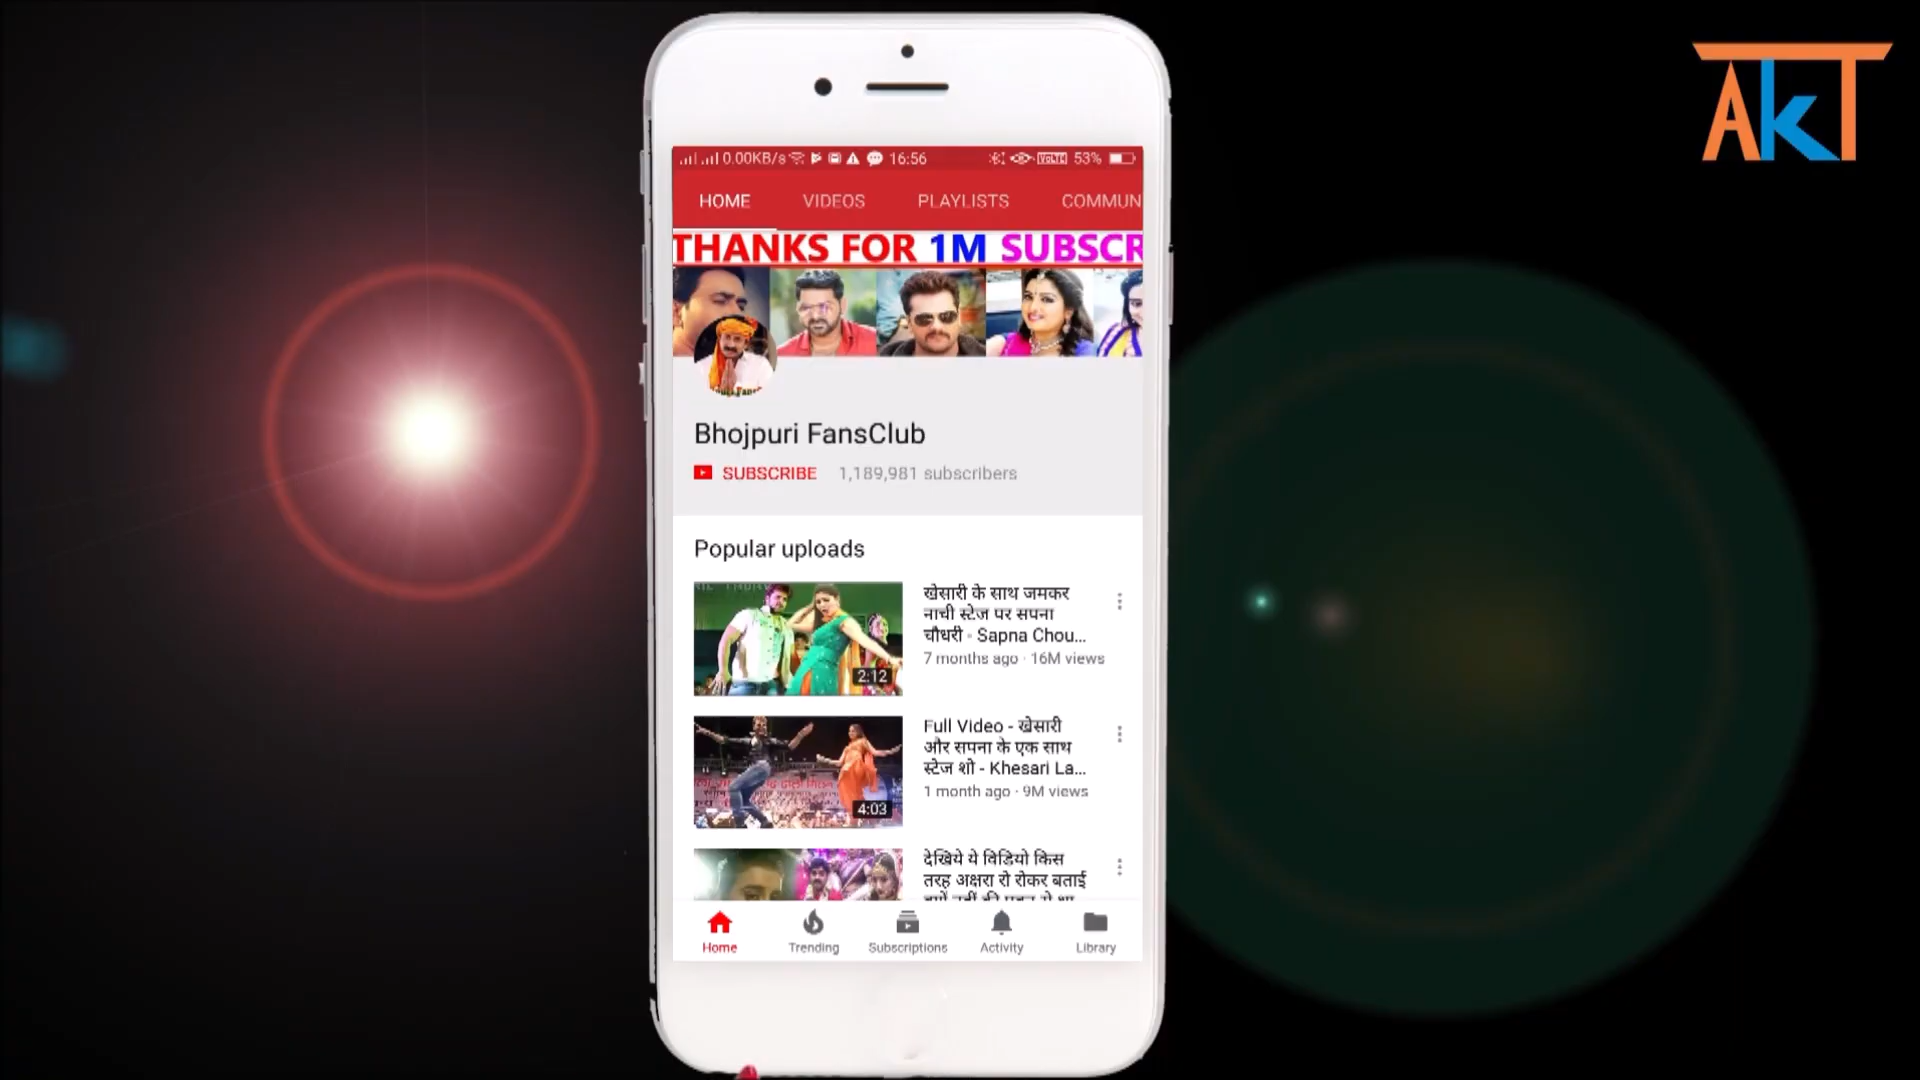 AKT
0.00KB/s 16:56 VoLTE 53%
HOME VIDEOS PLAYLISTS COMMUN
THANKS FOR 1M SUBSCR
Bhojpuri FansClub
SUBSCRIBE 1,189,981 subscribers
Popular uploads
खेसारी के साथ जमकर
नाची स्टेज पर सपना
चौधरी - Sapna Chou...
7 months ago · 16M views
2:12
Full Video - खेसारी
और सपना के एक साथ
स्टेज शो - Khesari La...
1 month ago · 9M views
4:03
देखिये ये विडियो किस
तरह अक्षरा रो रोकर बताई
Home Trending Subscriptions Activity Library